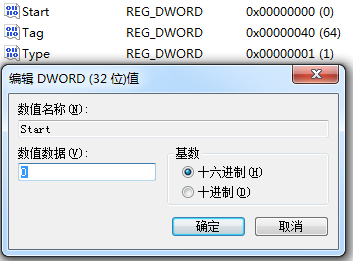 Start REG_DWORD 0x00000000 (0)
Tag REG_DWORD 0x00000040 (64)
Type REG_DWORD 0x00000001 (1)
编辑 DWORD (32 位)值
数值名称(N):
Start
数值数据(V):
0
基数
十六进制(H)
十进制(D)
确定 取消